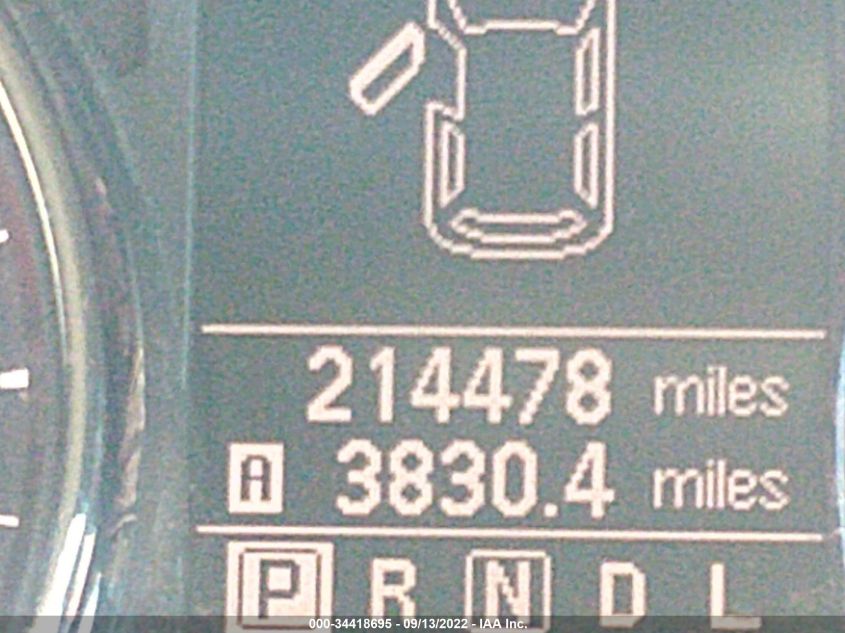 214478 miles
A 3830.4 miles
P R N D L
000-34418695 - 09/13/2022 - IAA Inc.